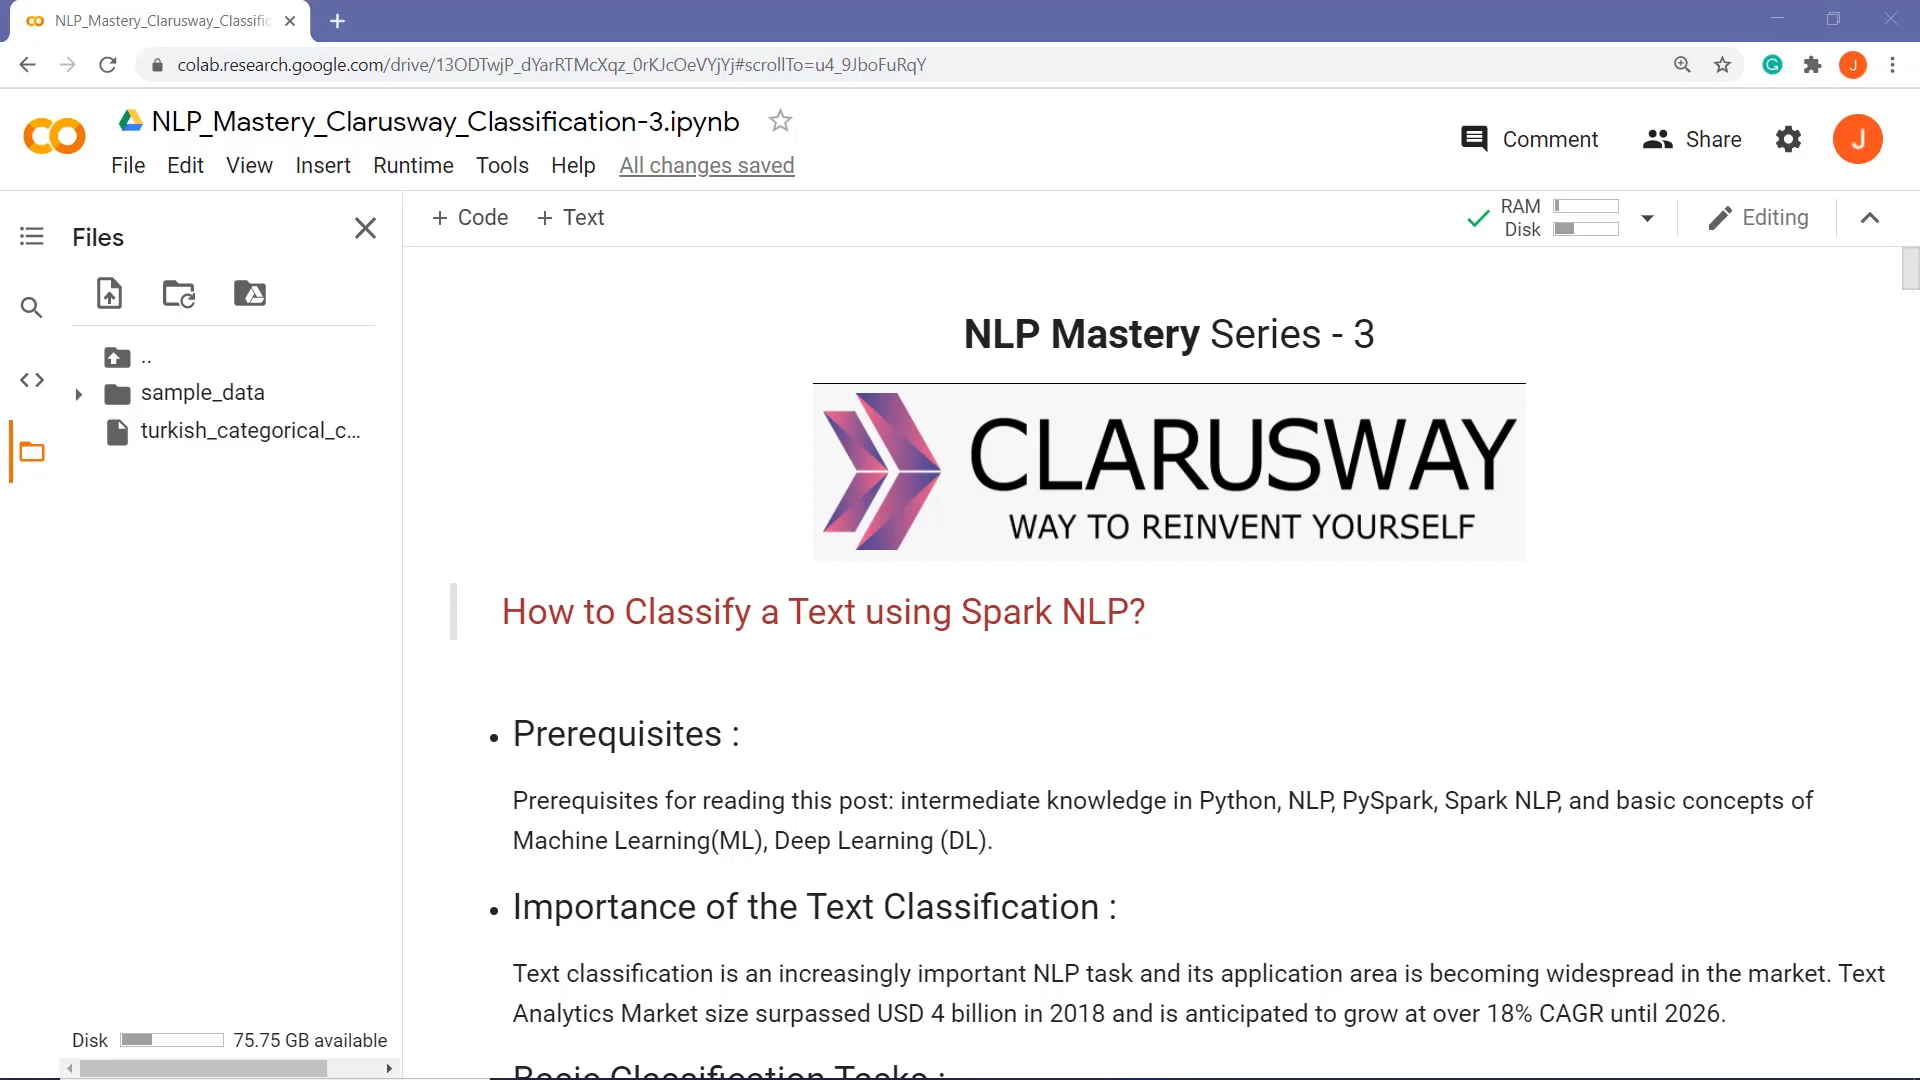 NLP_Mastery_Clarusway_Classific
colab.research.google.com/drive/13ODTwjP_dYarRTMcXqz_0rKJcOeVYjYj#scrollTo=u4_9JboFuRqY
J
NLP_Mastery_Clarusway_Classification-3.ipynb
Comment
Share
J
File Edit View Insert Runtime Tools Help All changes saved
Files
+ Code + Text
RAM
Disk
Editing
..
sample_data
turkish_categorical_c...
NLP Mastery Series - 3
CLARUSWAY
WAY TO REINVENT YOURSELF
How to Classify a Text using Spark NLP?
• Prerequisites :
Prerequisites for reading this post: intermediate knowledge in Python, NLP, PySpark, Spark NLP, and basic concepts of
Machine Learning(ML), Deep Learning (DL).
• Importance of the Text Classification :
Text classification is an increasingly important NLP task and its application area is becoming widespread in the market. Text
Analytics Market size surpassed USD 4 billion in 2018 and is anticipated to grow at over 18% CAGR until 2026.
Basic Classification Tasks :
Disk 75.75 GB available